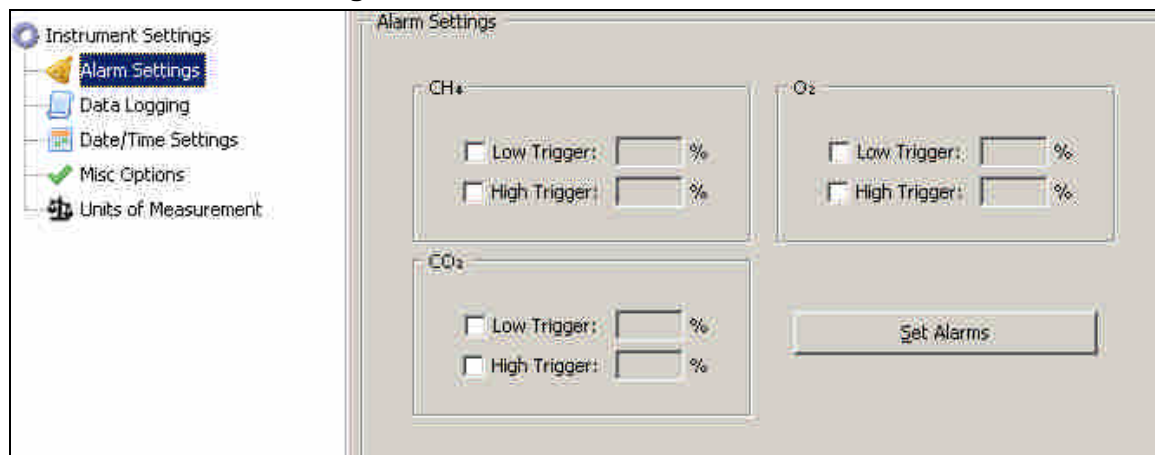 Instrument Settings
Alarm Settings
Data Logging
Date/Time Settings
Misc Options
Units of Measurement
Alarm Settings
CH₄
Low Trigger: %
High Trigger: %
O₂
Low Trigger: %
High Trigger: %
CO₂
Low Trigger: %
High Trigger: %
Set Alarms